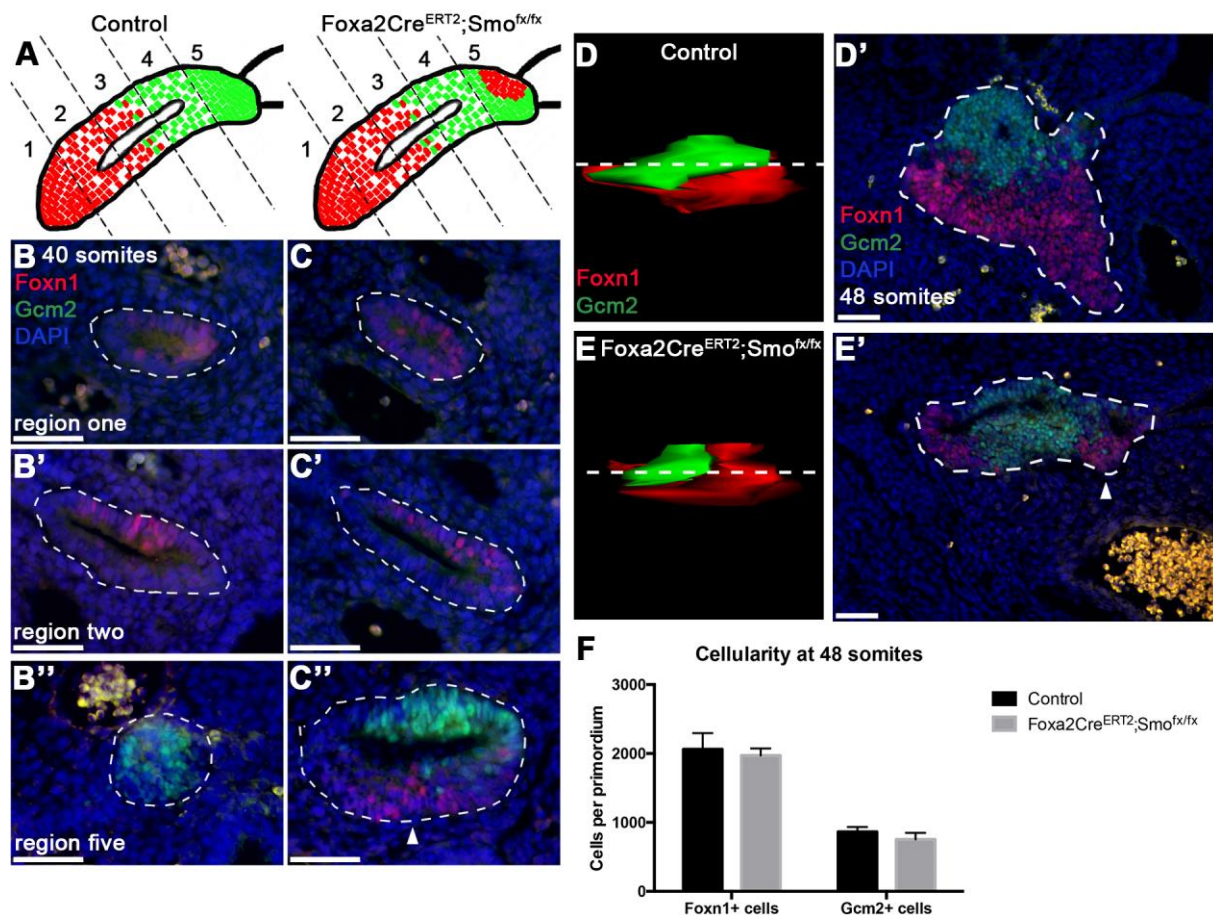 A
Control
Foxa2CreERT2;Smofx/fx
1 2 3 4 5
1 2 3 4 5
B
40 somites
Foxn1
Gcm2
DAPI
region one
C
B'
region two
C'
B''
region five
C''
D
Control
Foxn1
Gcm2
D'
Foxn1
Gcm2
DAPI
48 somites
E
Foxa2CreERT2;Smofx/fx
E'
F
Cellularity at 48 somites
Cells per primordium
3000
2000
1000
0
Foxn1+ cells
Gcm2+ cells
Control
Foxa2CreERT2;Smofx/fx